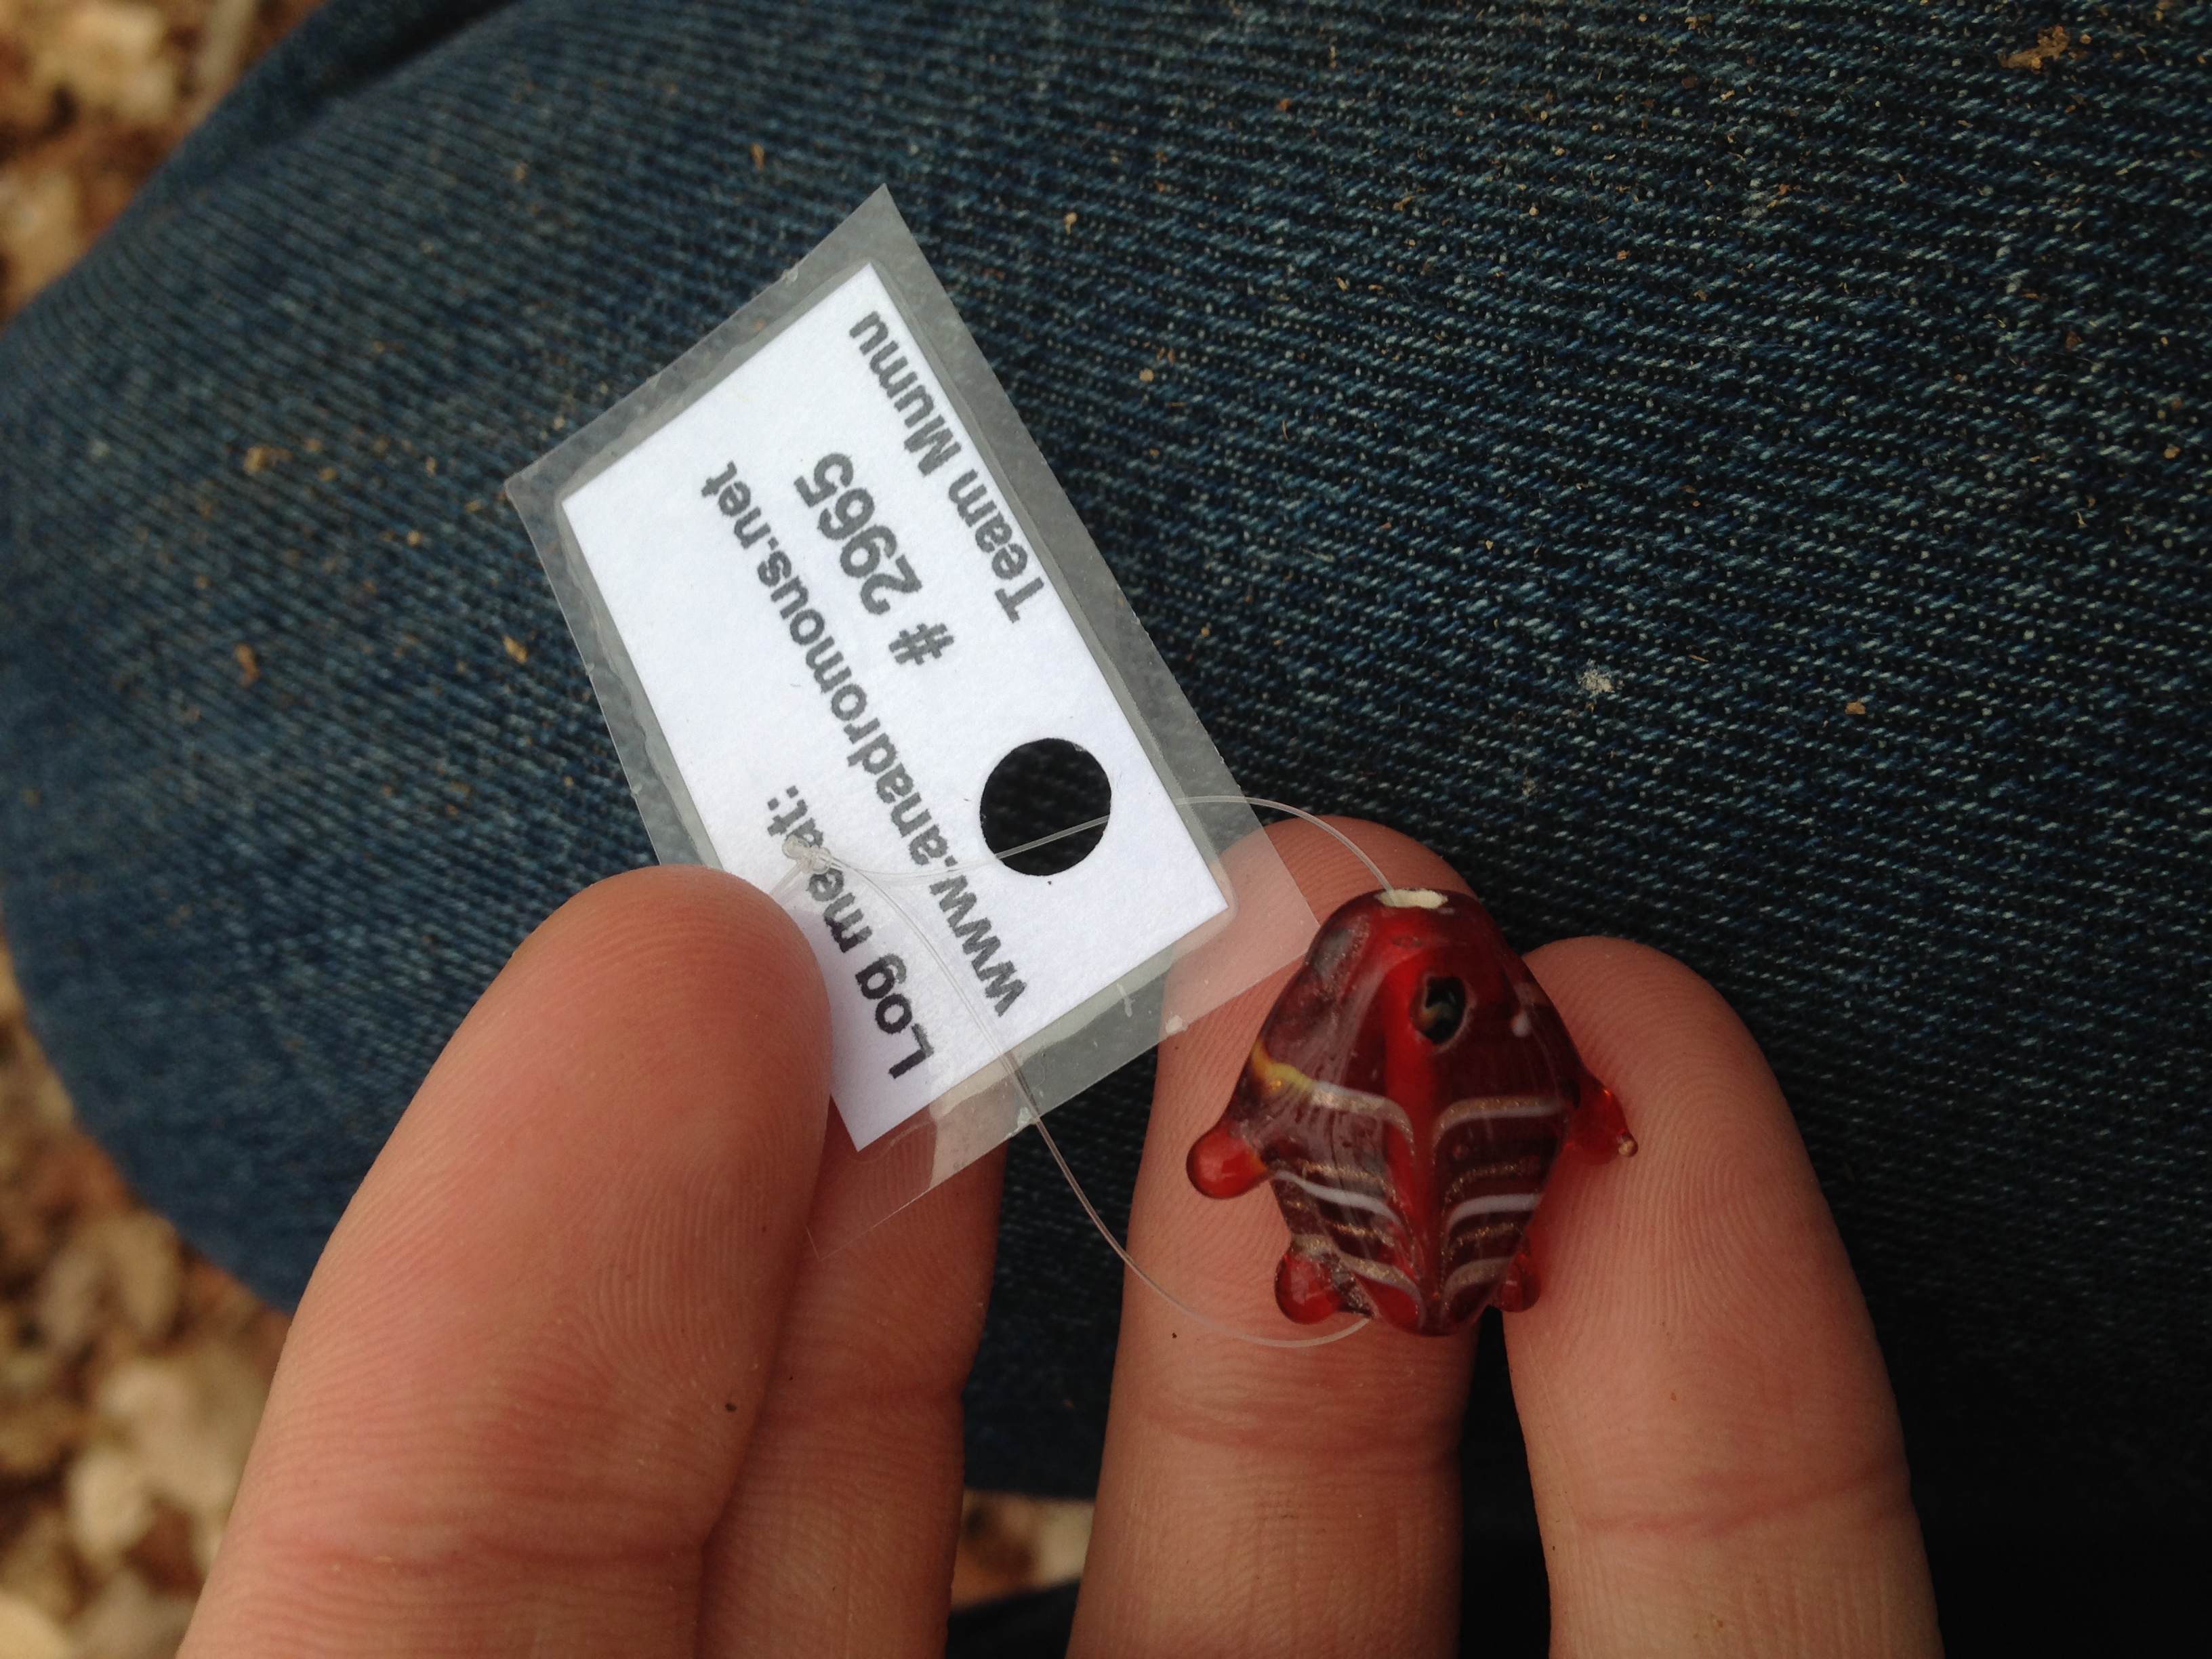 Log me at:
www.anadromous.net
# 2965
Team Mumu